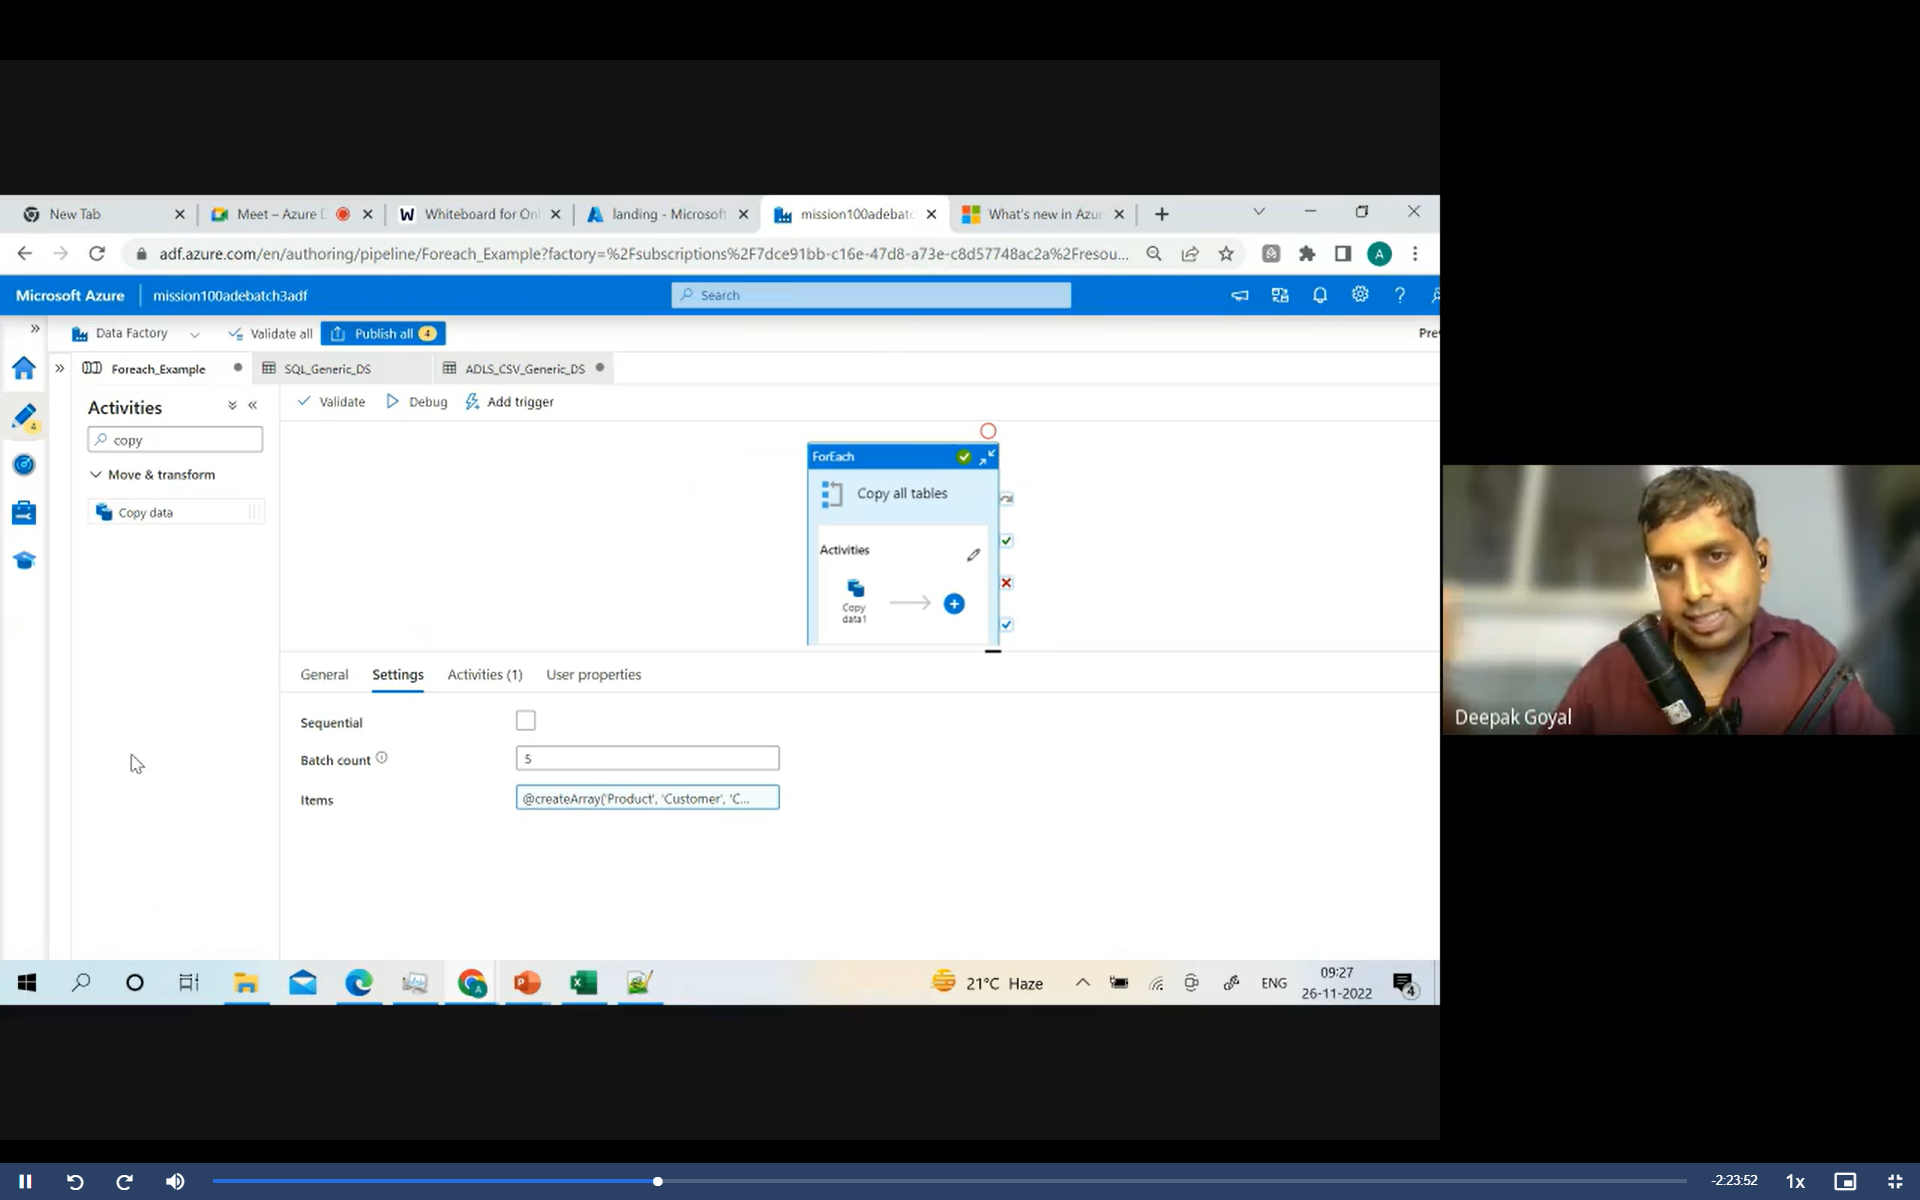 New Tab
Meet – Azure D
Whiteboard for Onl
landing - Microsoft
mission100adebatc
What's new in Azur
adf.azure.com/en/authoring/pipeline/Foreach_Example?factory=%2Fsubscriptions%2F7dce91bb-c16e-47d8-a73e-c8d57748ac2a%2Fresou...
A
Microsoft Azure
mission100adebatch3adf
Search
Data Factory
Validate all
Publish all
4
Pre
Foreach_Example
SQL_Generic_DS
ADLS_CSV_Generic_DS
4
Activities
copy
Move & transform
Copy data
Validate
Debug
Add trigger
ForEach
Copy all tables
Activities
Copy
data1
General
Settings
Activities (1)
User properties
Sequential
Batch count
5
Items
@createArray('Product', 'Customer', 'C...
Deepak Goyal
21°C Haze
ENG
09:27
26-11-2022
4
-2:23:52
1x